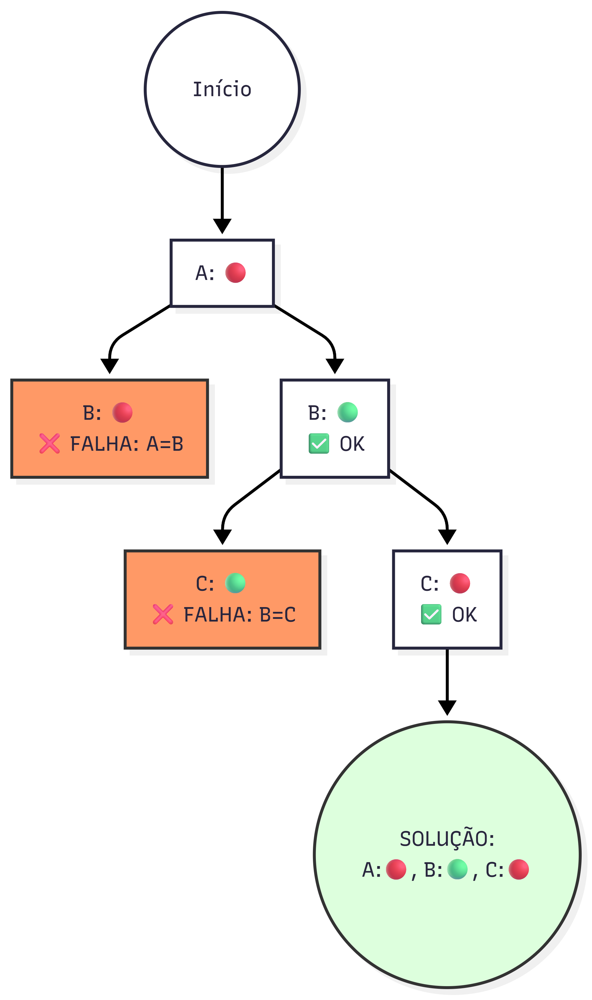 Início
A: 🔴
B: 🔴
❌ FALHA: A=B
B: 🟢
✅ OK
C: 🟢
❌ FALHA: B=C
C: 🔴
✅ OK
SOLUÇÃO:
A:🔴, B:🟢, C:🔴